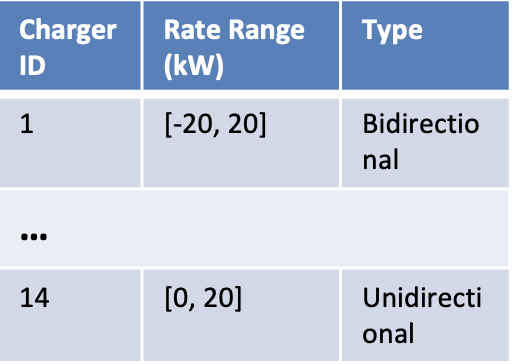 Charger Rate Range Type
ID (kW)
1 [-20, 20] Bidirectio
nal
...
14 [0, 20] Unidirecti
onal